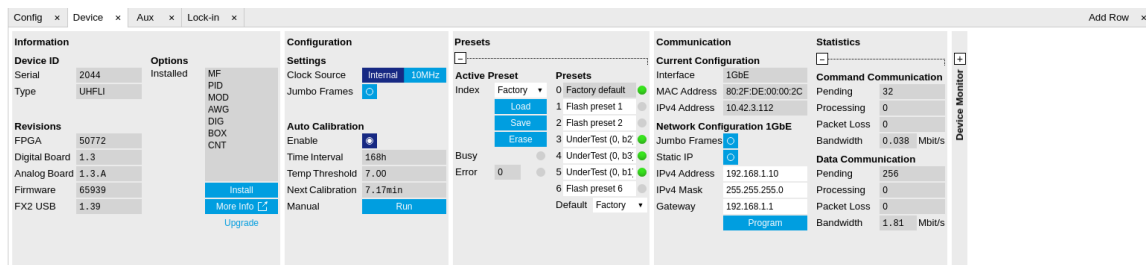 Config × Device × Aux × Lock-in × Add Row ×
Information
Device ID
Serial 2044
Type UHFLI
Options
Installed MF
PID
MOD
AWG
DIG
BOX
CNT
Revisions
FPGA 50772
Digital Board 1.3
Analog Board 1.3.A
Firmware 65939
FX2 USB 1.39
Install
More Info
Upgrade
Configuration
Settings
Clock Source Internal 10MHz
Jumbo Frames
Auto Calibration
Enable
Time Interval 168h
Temp Threshold 7.00
Next Calibration 7.17min
Manual Run
Presets
Active Preset
Index Factory
Load
Save
Erase
Busy
Error 0
Presets
0 Factory default
1 Flash preset 1
2 Flash preset 2
3 UnderTest (0, b2)
4 UnderTest (0, b3)
5 UnderTest (0, b1)
6 Flash preset 6
Default Factory
Communication
Current Configuration
Interface 1GbE
MAC Address 80:2F:DE:00:00:2C
IPv4 Address 10.42.3.112
Network Configuration 1GbE
Jumbo Frames
Static IP
IPv4 Address 192.168.1.10
IPv4 Mask 255.255.255.0
Gateway 192.168.1.1
Program
Statistics
Command Communication
Pending 32
Processing 0
Packet Loss 0
Bandwidth 0.038 Mbit/s
Data Communication
Pending 256
Processing 0
Packet Loss 0
Bandwidth 1.81 Mbit/s
Device Monitor